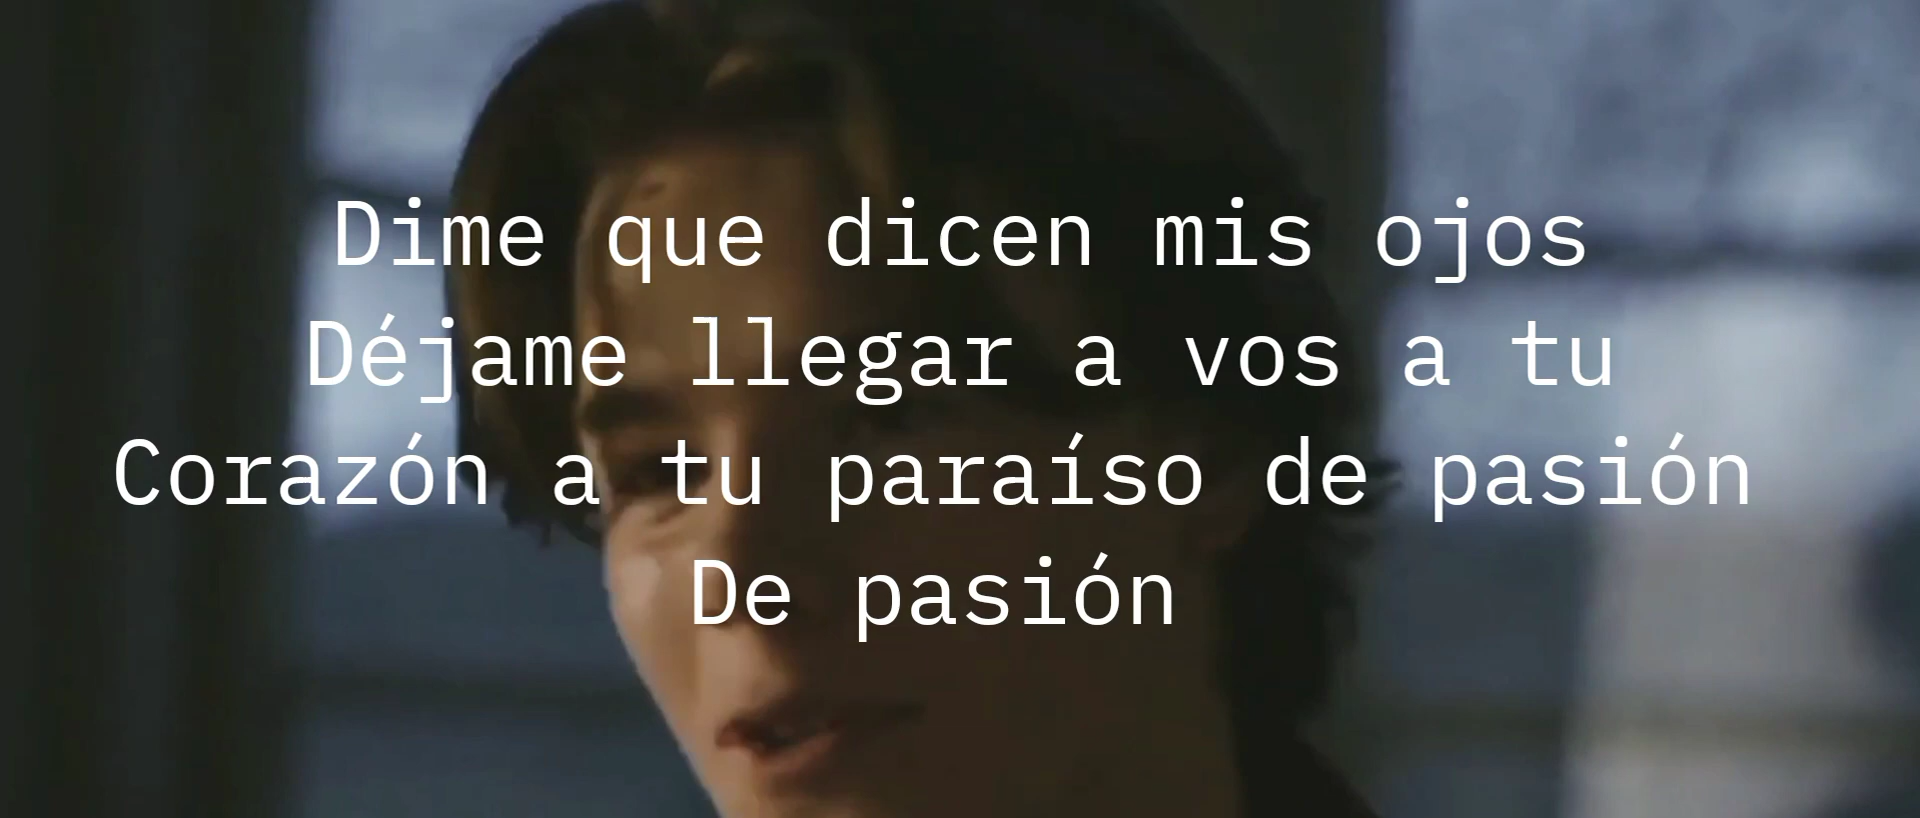 Dime que dicen mis ojos
Déjame llegar a vos a tu
Corazón a tu paraíso de pasión
De pasión